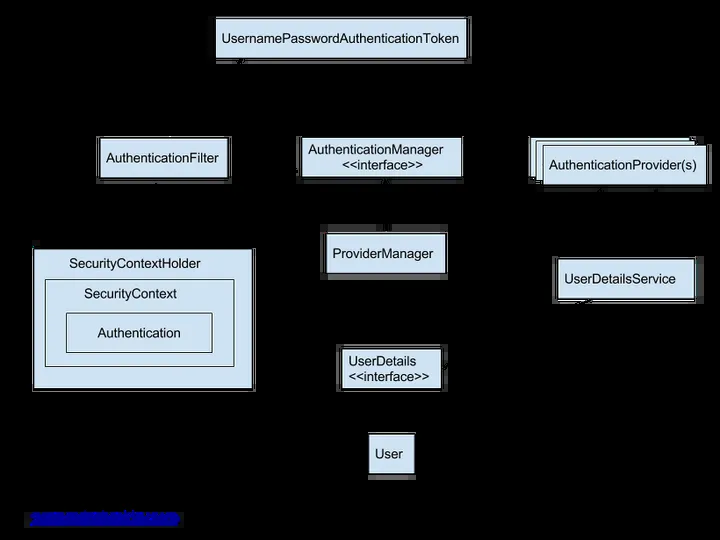 UsernamePasswordAuthenticationToken
AuthenticationFilter
AuthenticationManager
<<interface>>
AuthenticationProvider(s)
ProviderManager
SecurityContextHolder
SecurityContext
Authentication
UserDetailsService
UserDetails
<<interface>>
User